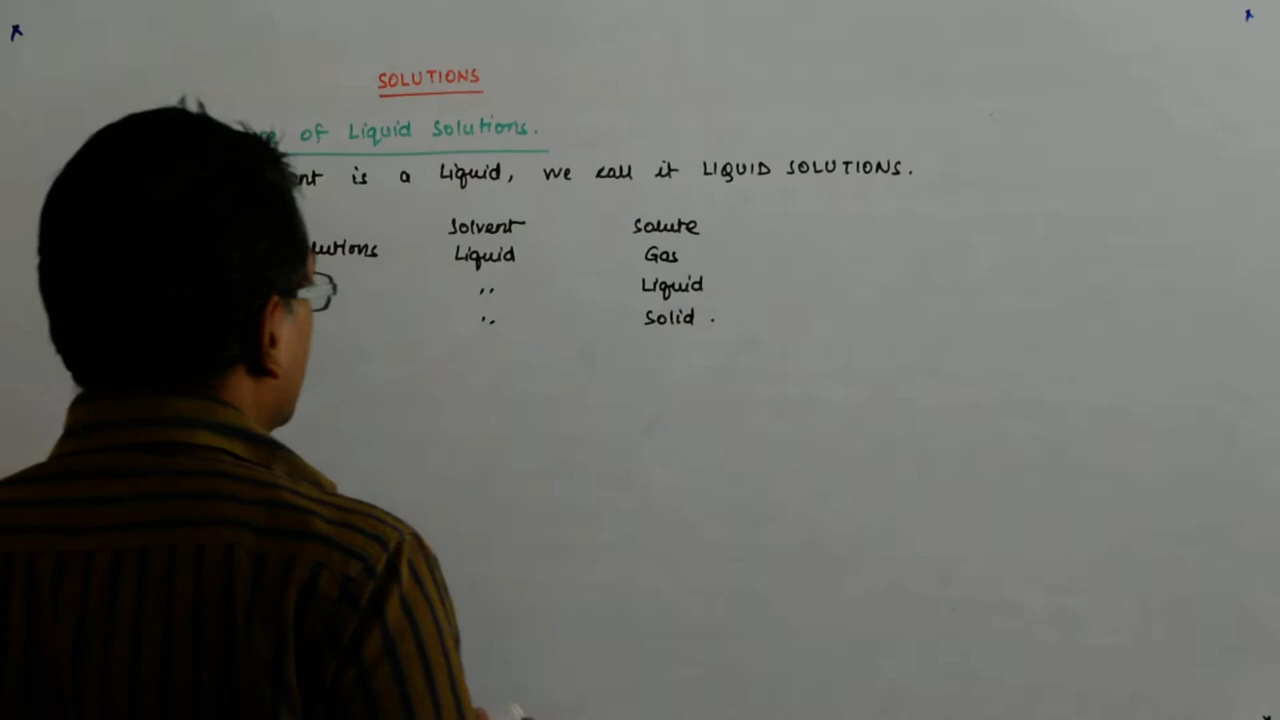 SOLUTIONS
of Liquid Solutions.
is a Liquid, we call it LIQUID SOLUTIONS.
Solvent Solute
Liquid Gas
,, Liquid
,, Solid .